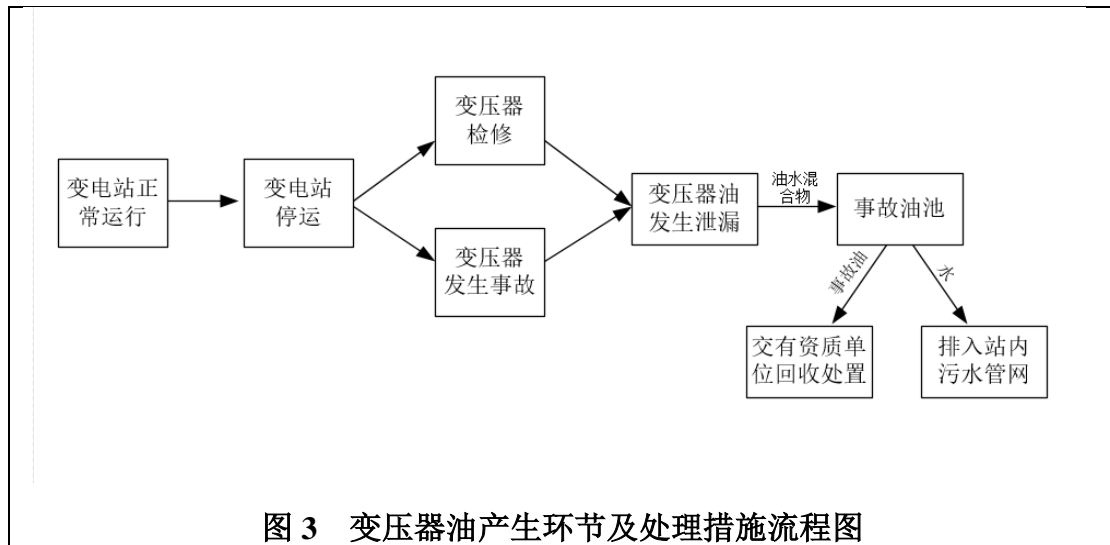 变压器
检修
变电站正
常运行
变电站
停运
变压器
发生事故
变压器油
发生泄漏
油水混
合物
事故油池
事故油
水
交有资质单
位回收处置
排入站内
污水管网
图 3 变压器油产生环节及处理措施流程图